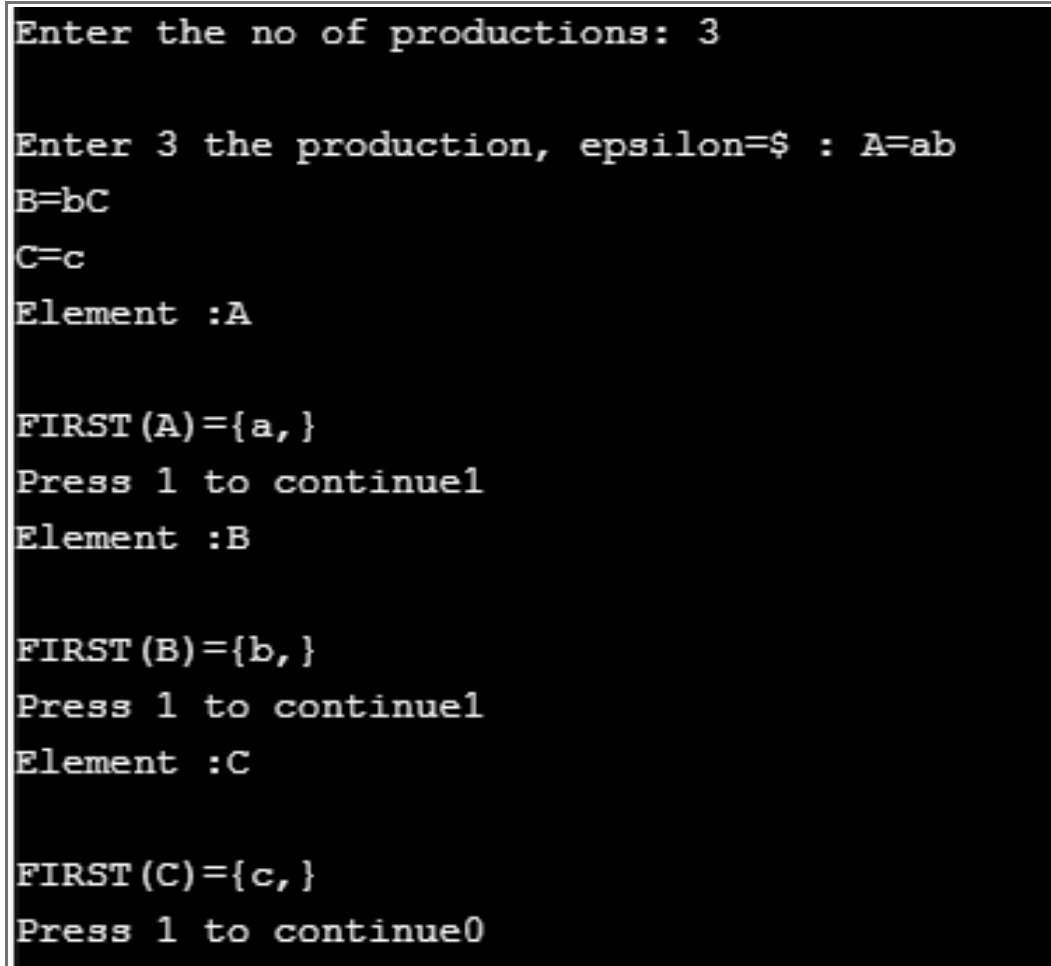 Enter the no of productions: 3
Enter 3 the production, epsilon=$ : A=ab
B=bC
C=c
Element :A
FIRST(A)={a,}
Press 1 to continue1
Element :B
FIRST(B)={b,}
Press 1 to continue1
Element :C
FIRST(C)={c,}
Press 1 to continue0